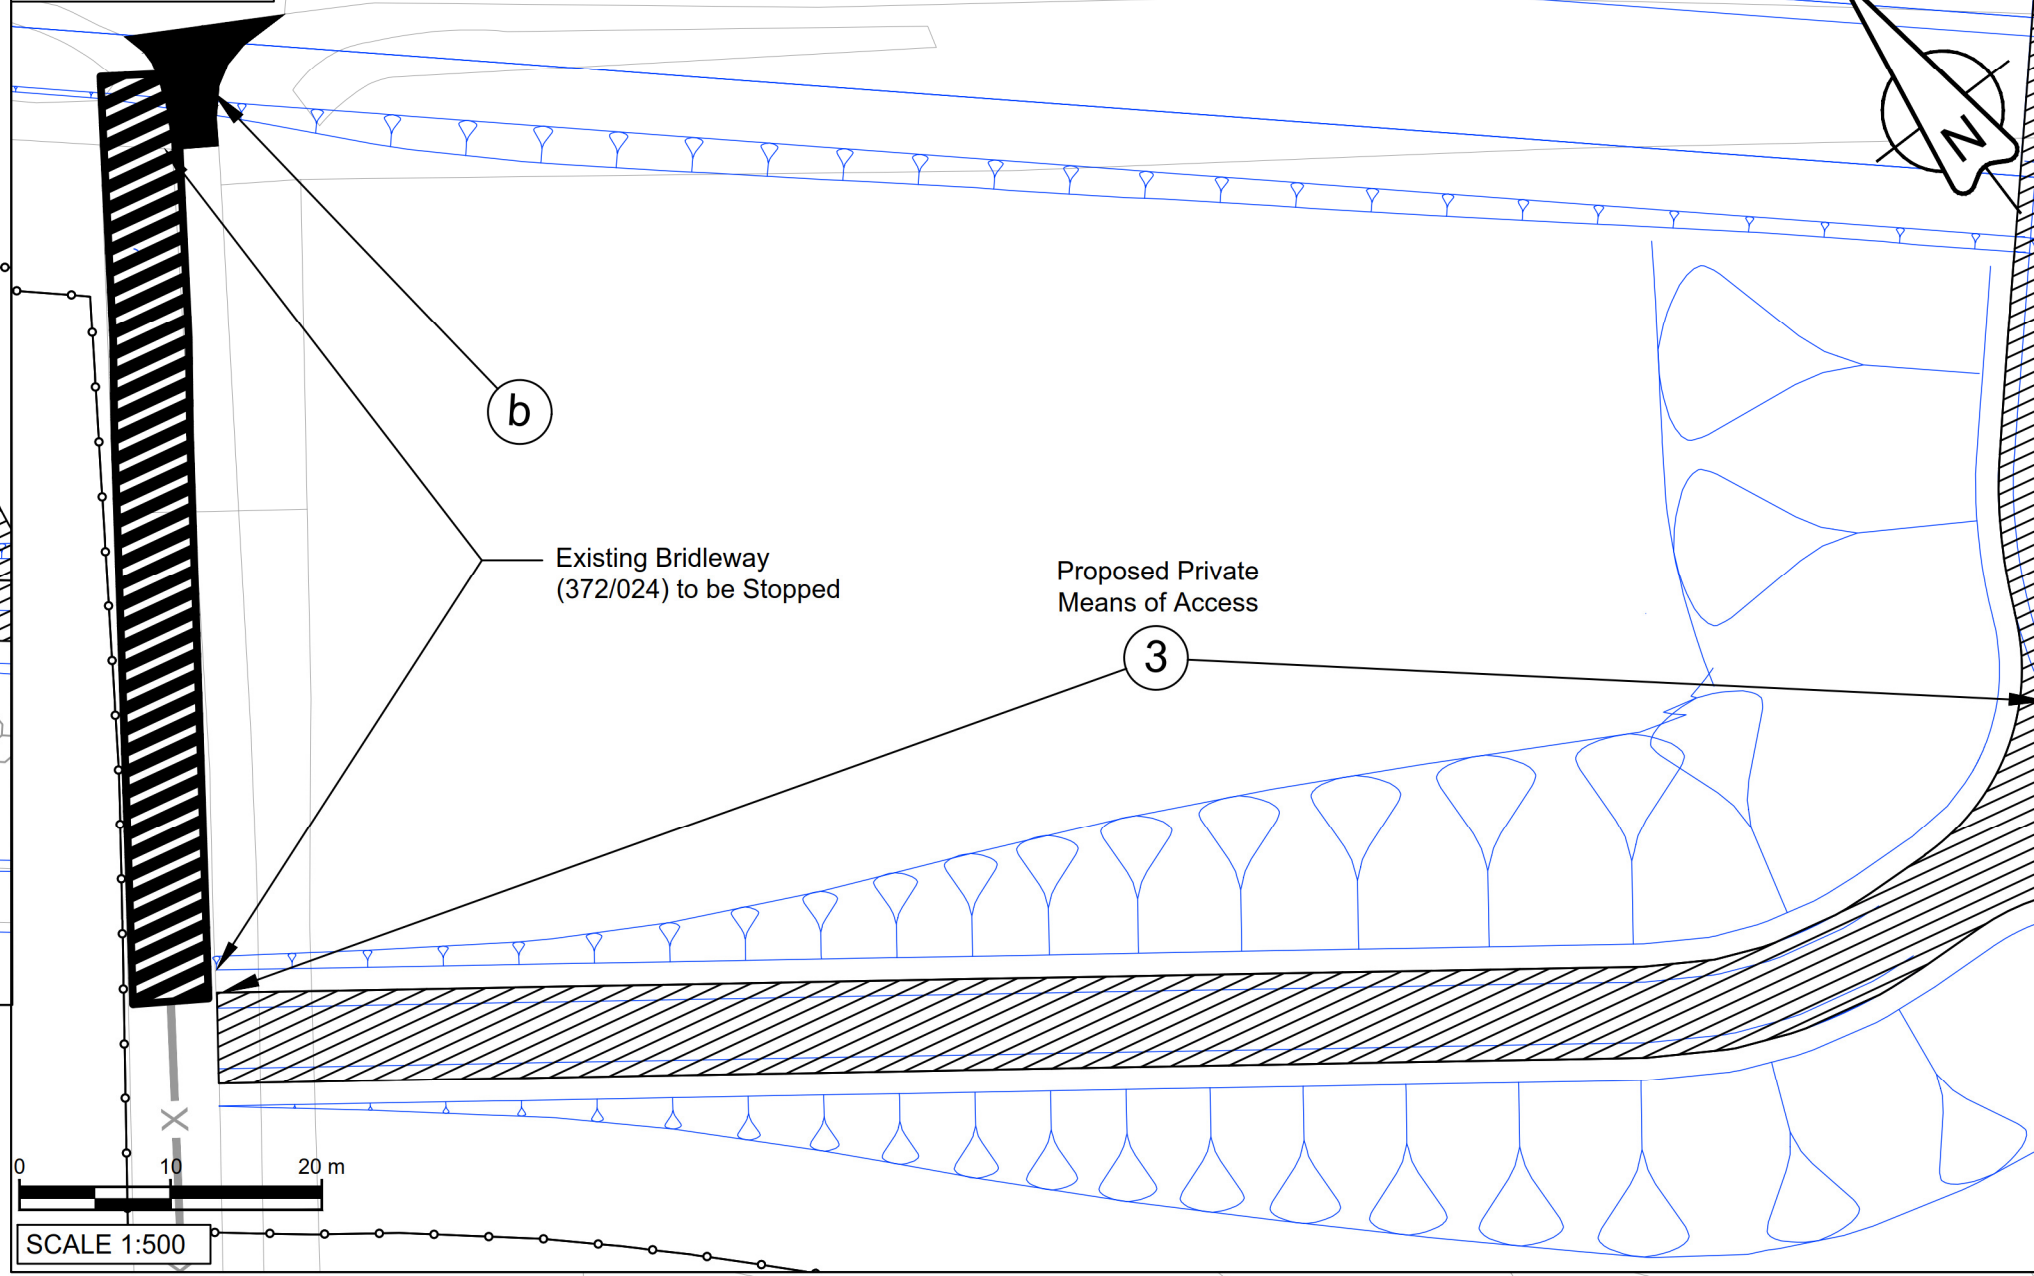 N
b
Existing Bridleway
(372/024) to be Stopped
Proposed Private
Means of Access
3
X
0 10 20 m
SCALE 1:500